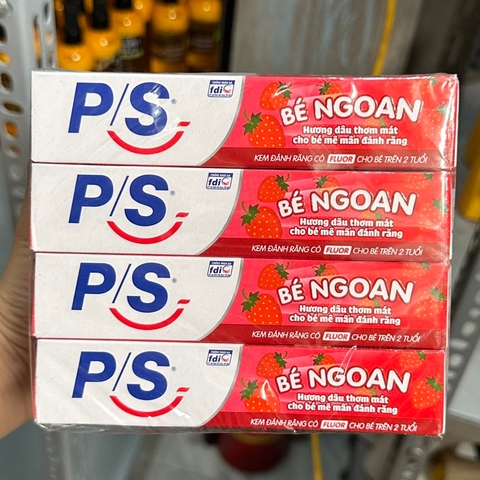 P/S
fdi
BÉ NGOAN
Hương dâu thơm mát
cho bé mê mẩn đánh răng
KEM ĐÁNH RĂNG CÓ FLUOR CHO BÉ TRÊN 2 TUỔI
P/S
fdi
BÉ NGOAN
Hương dâu thơm mát
cho bé mê mẩn đánh răng
KEM ĐÁNH RĂNG CÓ FLUOR CHO BÉ TRÊN 2 TUỔI
P/S
fdi
BÉ NGOAN
Hương dâu thơm mát
cho bé mê mẩn đánh răng
KEM ĐÁNH RĂNG CÓ FLUOR CHO BÉ TRÊN 2 TUỔI
P/S
fdi
BÉ NGOAN
Hương dâu thơm mát
cho bé mê mẩn đánh răng
KEM ĐÁNH RĂNG CÓ FLUOR CHO BÉ TRÊN 2 TUỔI